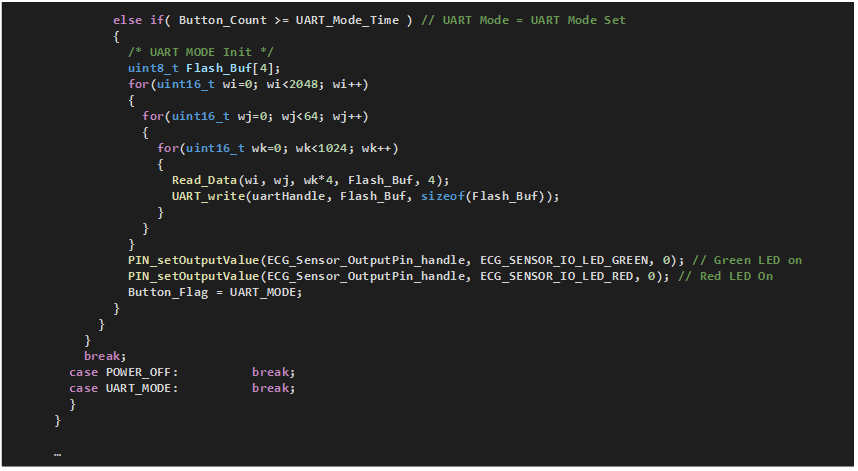 else if( Button_Count >= UART_Mode_Time ) // UART Mode = UART Mode Set
{
/* UART MODE Init */
uint8_t Flash_Buf[4];
for(uint16_t wi=0; wi<2048; wi++)
{
for(uint16_t wj=0; wj<64; wj++)
{
for(uint16_t wk=0; wk<1024; wk++)
{
Read_Data(wi, wj, wk*4, Flash_Buf, 4);
UART_write(uartHandle, Flash_Buf, sizeof(Flash_Buf));
}
}
}
PIN_setOutputValue(ECG_Sensor_OutputPin_handle, ECG_SENSOR_IO_LED_GREEN, 0); // Green LED on
PIN_setOutputValue(ECG_Sensor_OutputPin_handle, ECG_SENSOR_IO_LED_RED, 0); // Red LED On
Button_Flag = UART_MODE;
}
}
}
break;
case POWER_OFF: break;
case UART_MODE: break;
}
}
…